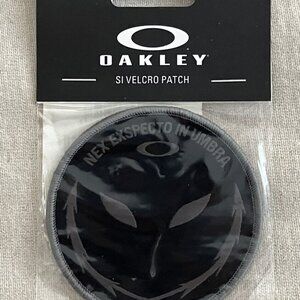 OAKLEY
SI VELCRO PATCH
NEX EXSPECTO IN UMBRA